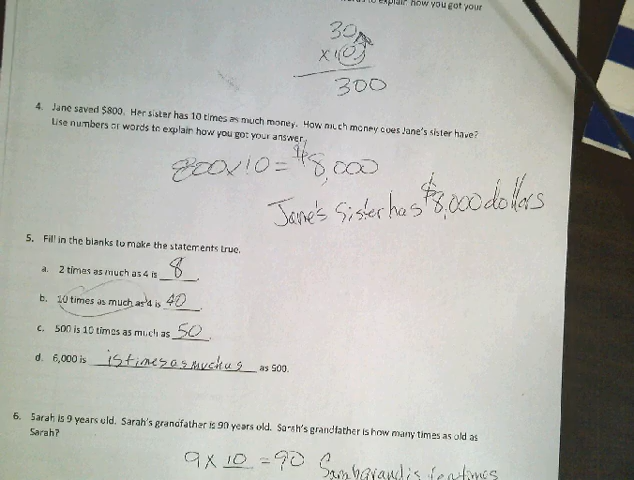 explain how you got your
30
x 10
300
4. Jane saved $800. Her sister has 10 times as much money. How much money does Jane's sister have?
Use numbers or words to explain how you got your answer.
800x10=$8,000
Jane's Sister has $8,000 dollars
5. Fill in the blanks to make the statements true.
a. 2 times as much as 4 is 8.
b. 10 times as much as 4 is 40.
c. 500 is 10 times as much as 50.
d. 6,000 is istimesasmuchas as 500.
6. Sarah is 9 years old. Sarah's grandfather is 90 years old. Sarah's grandfather is how many times as old as
Sarah?
9 x 10 = 90